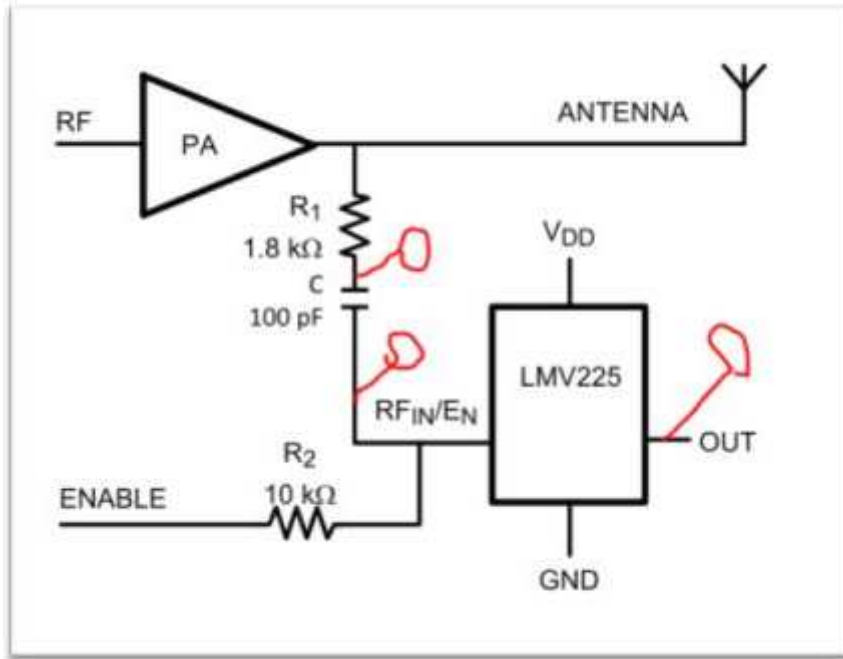 RF
PA
ANTENNA
R1
1.8 kΩ
C
100 pF
VDD
LMV225
RFIN/EN
OUT
R2
10 kΩ
ENABLE
GND